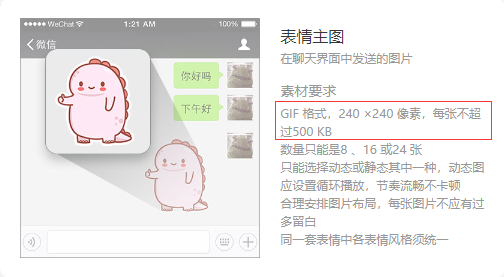 WeChat
1:21 AM
100%
微信
你好吗
下午好
表情主图
在聊天界面中发送的图片
素材要求
GIF 格式，240 ×240 像素，每张不超
过500 KB
数量只能是8 、16 或24 张
只能选择动态或静态其中一种，动态图
应设置循环播放，节奏流畅不卡顿
合理安排图片布局，每张图片不应有过
多留白
同一套表情中各表情风格须统一